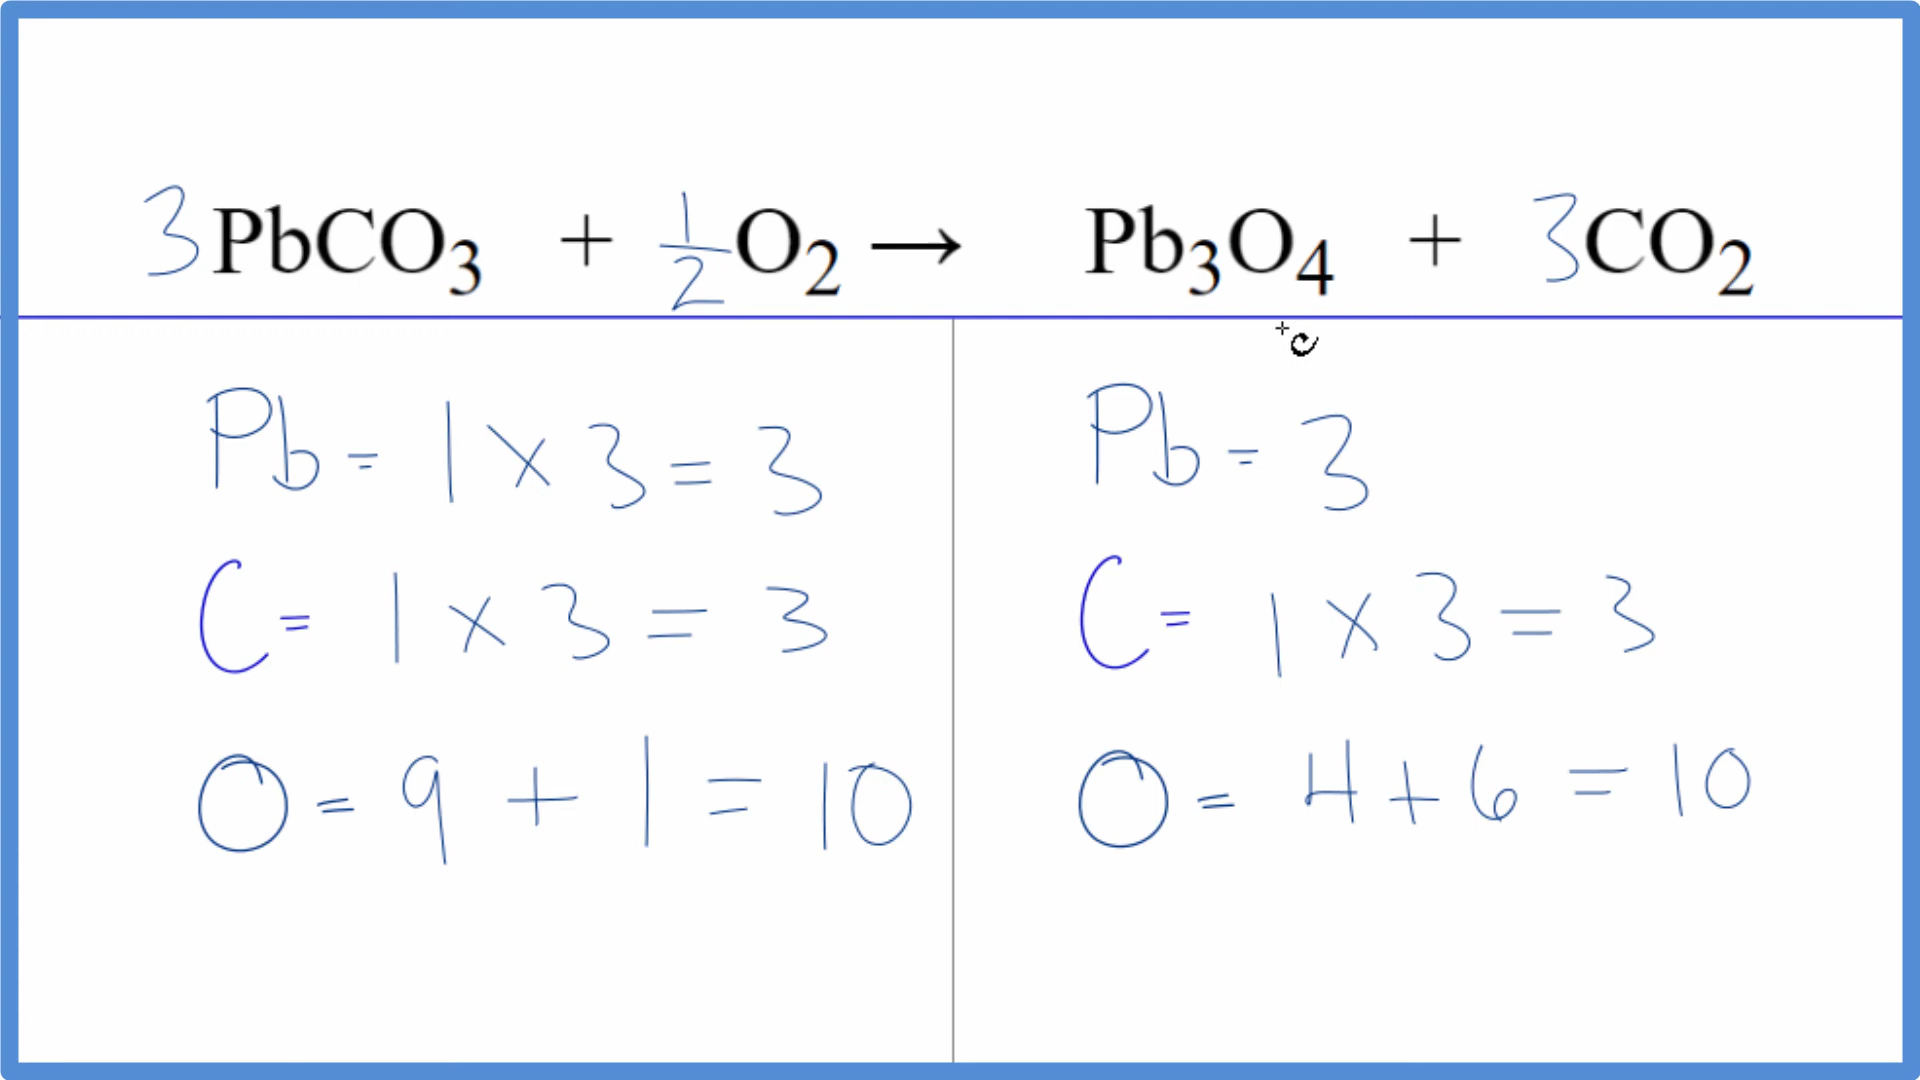 3PbCO₃ + ½O₂ → Pb₃O₄ + 3CO₂
Pb = 1 × 3 = 3
C = 1 × 3 = 3
O = 9 + 1 = 10
Pb = 3
C = 1 × 3 = 3
O = 4 + 6 = 10